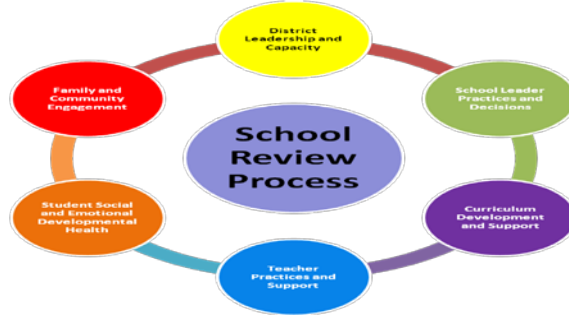 District
Leadership and
Capacity
Family and
Community
Engagement
School Leader
Practices and
Decisions
School
Review
Process
Student Social
and Emotional
Developmental
Health
Curriculum
Development
and Support
Teacher
Practices and
Support